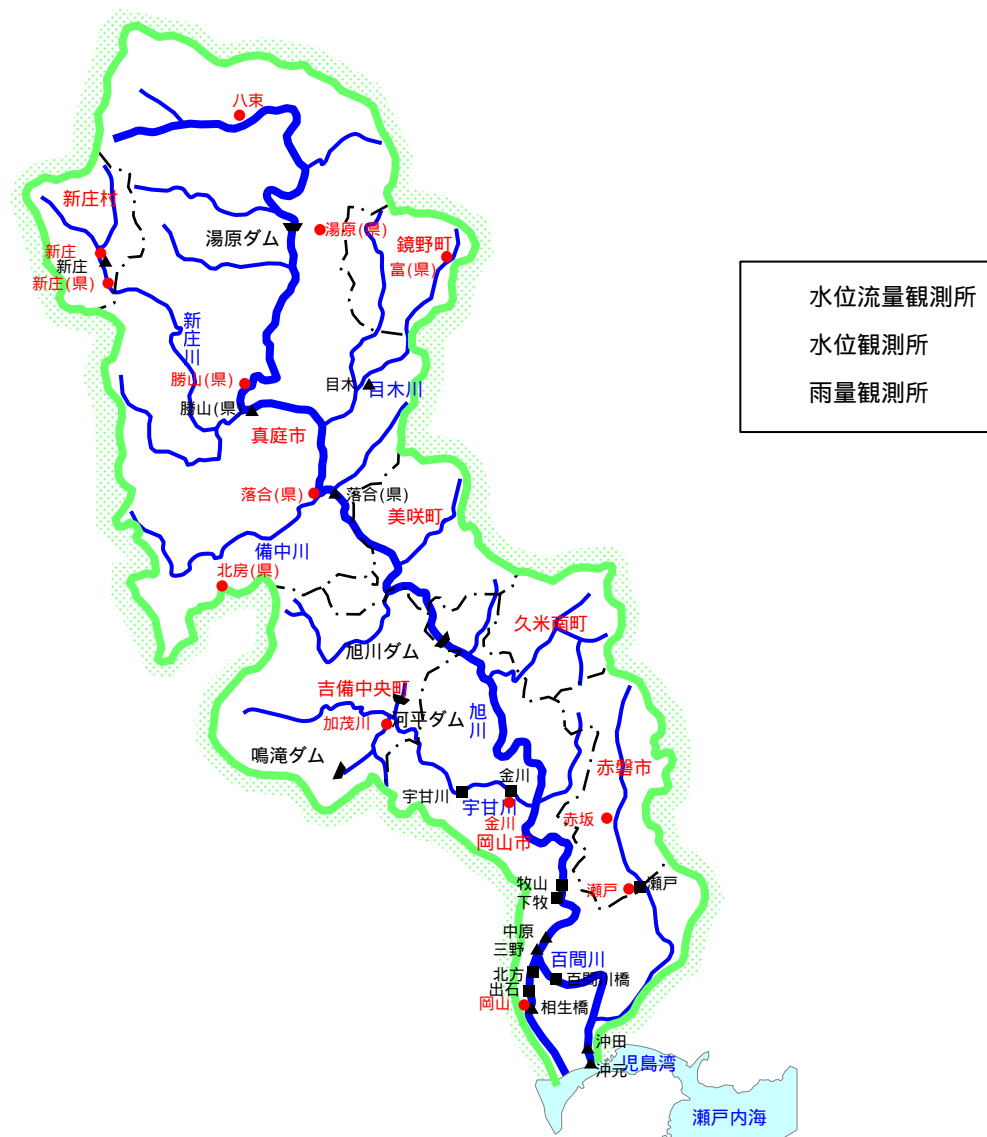 八束
新庄村
湯原ダム
湯原(県)
鏡野町
富(県)
新庄
新庄
新庄(県)
水位流量観測所
水位観測所
雨量観測所
新庄川
勝山(県)
目木
目木川
勝山(県)
真庭市
落合(県)
落合(県)
美咲町
備中川
北房(県)
久米南町
旭川ダム
吉備中央町
旭川
加茂川
河平ダム
鳴滝ダム
赤磐市
金川
宇甘川
宇甘川
金川
赤坂
岡山市
牧山
瀬戸
瀬戸
下牧
中原
三野
百間川
北方
百間川橋
出石
岡山
相生橋
沖田
児島湾
沖元
瀬戸内海